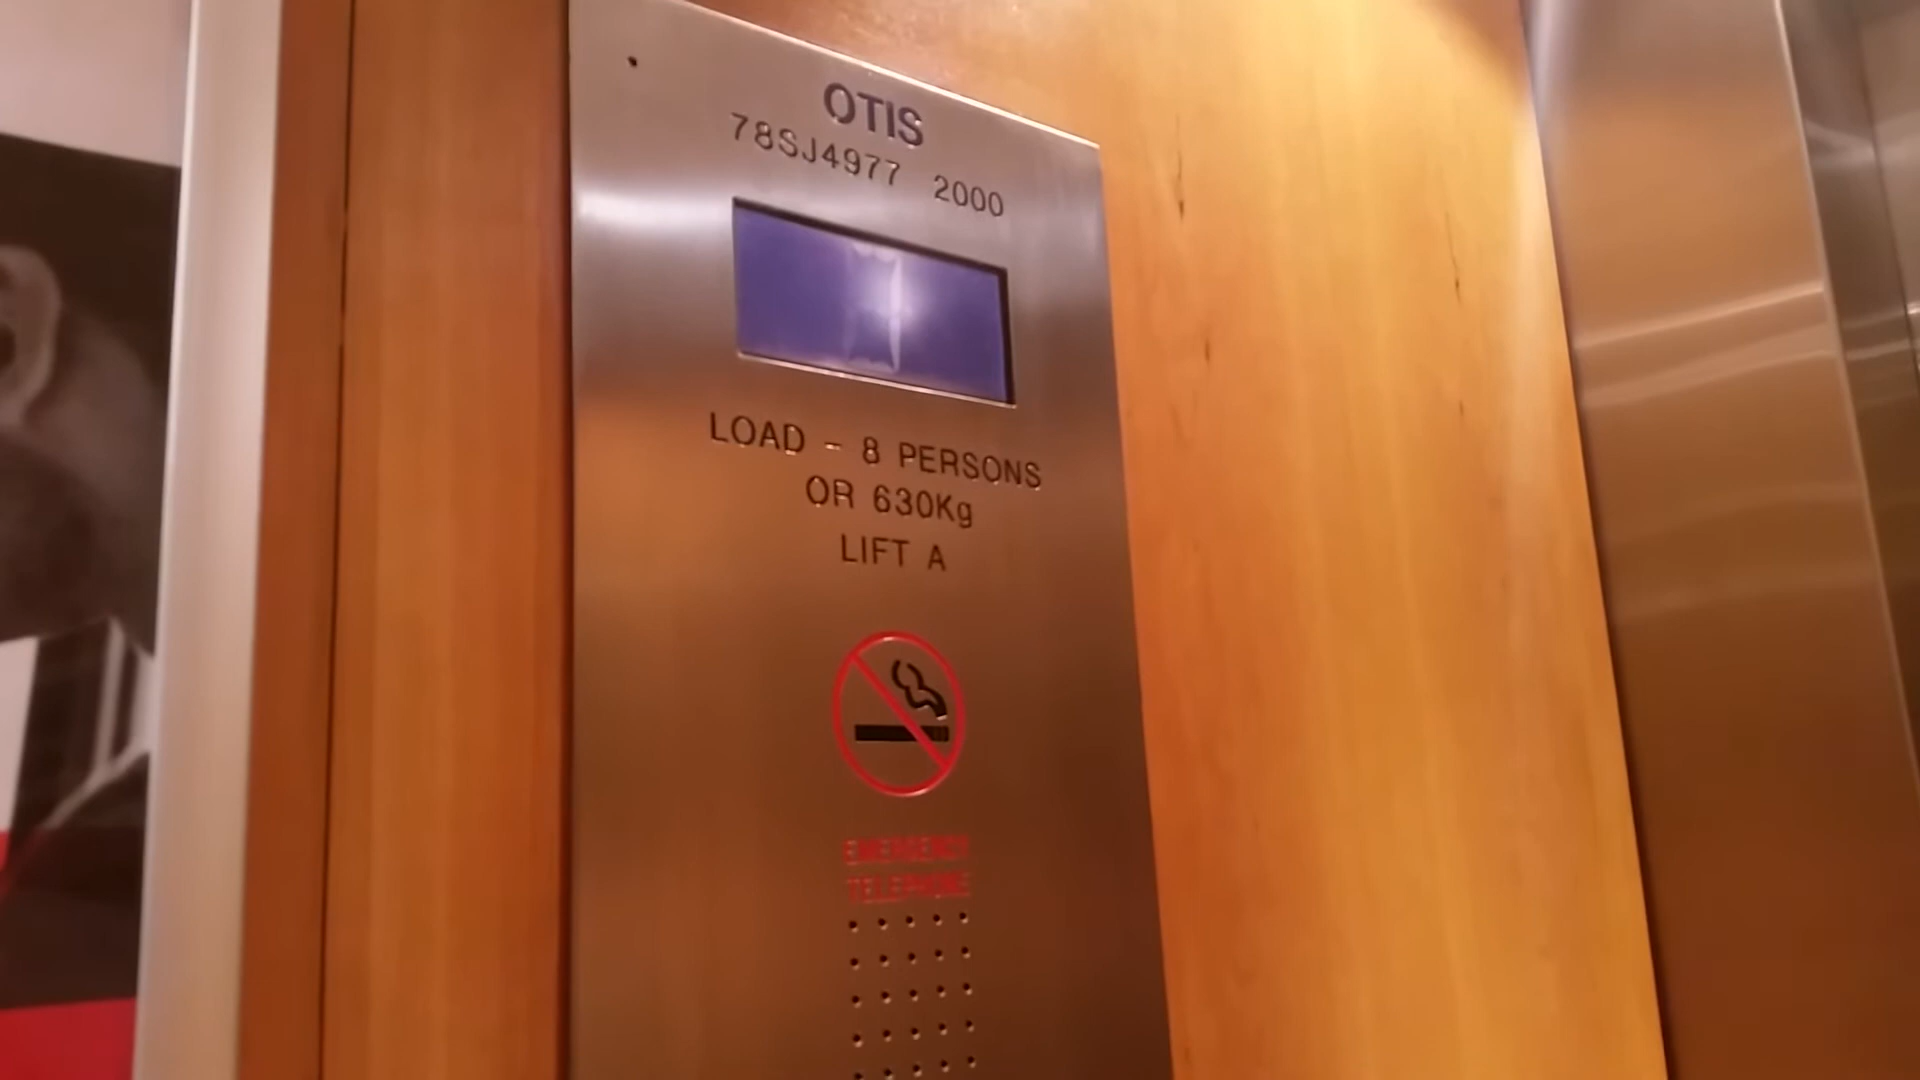 OTIS
78SJ4977 2000
LOAD - 8 PERSONS
OR 630Kg
LIFT A
EMERGENCY
TELEPHONE